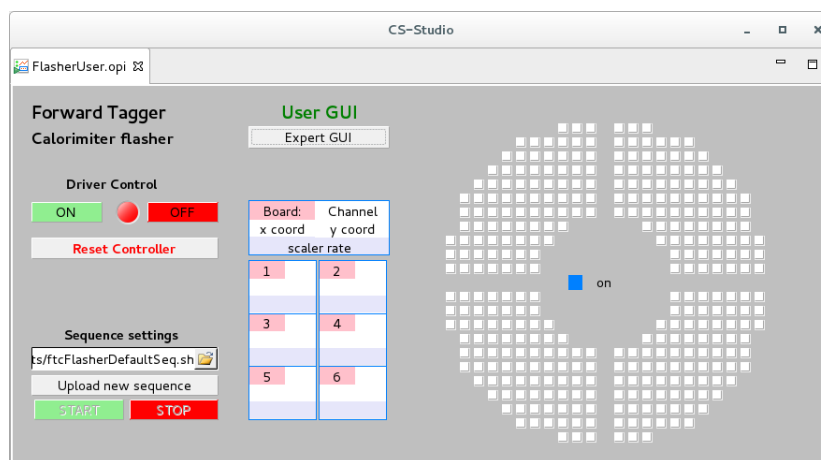 CS-Studio
FlasherUser.opi
Forward Tagger
Calorimiter flasher
User GUI
Expert GUI
Driver Control
ON
OFF
Reset Controller
Board: Channel
x coord y coord
scaler rate
1 2
3 4
5 6
on
Sequence settings
ts/ftcFlasherDefaultSeq.sh
Upload new sequence
START STOP